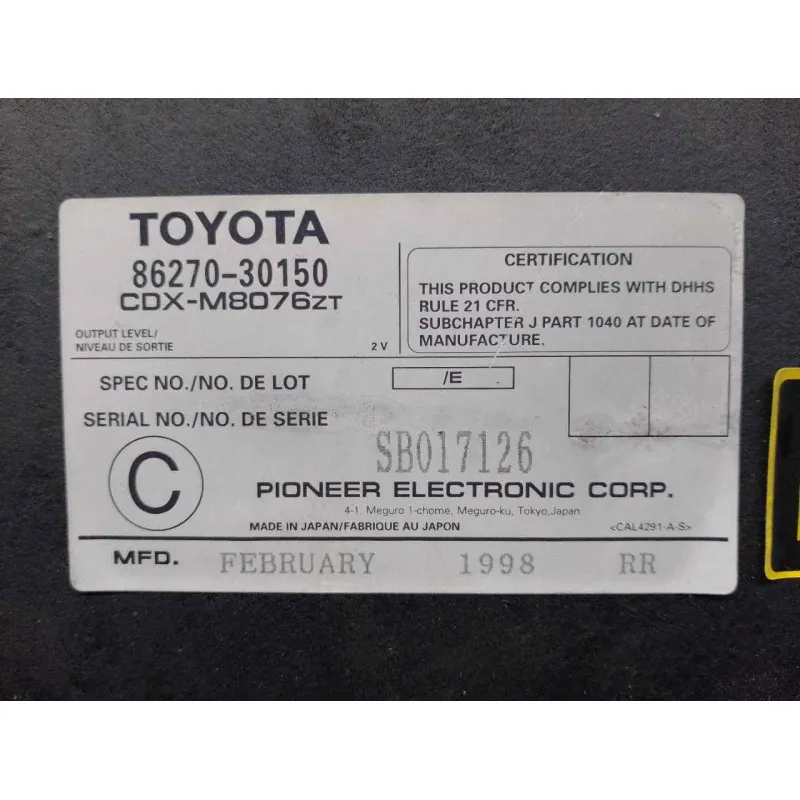 TOYOTA
86270-30150
CDX-M8076ZT
OUTPUT LEVEL/
NIVEAU DE SORTIE 2 V
CERTIFICATION
THIS PRODUCT COMPLIES WITH DHHS
RULE 21 CFR.
SUBCHAPTER J PART 1040 AT DATE OF
MANUFACTURE.
SPEC NO./NO. DE LOT /E
SERIAL NO./NO. DE SERIE
SB017126
C
PIONEER ELECTRONIC CORP.
4-1, Meguro 1-chome, Meguro-ku, Tokyo,Japan
MADE IN JAPAN/FABRIQUE AU JAPON <CAL4291-A-S>
MFD. FEBRUARY 1998 RR